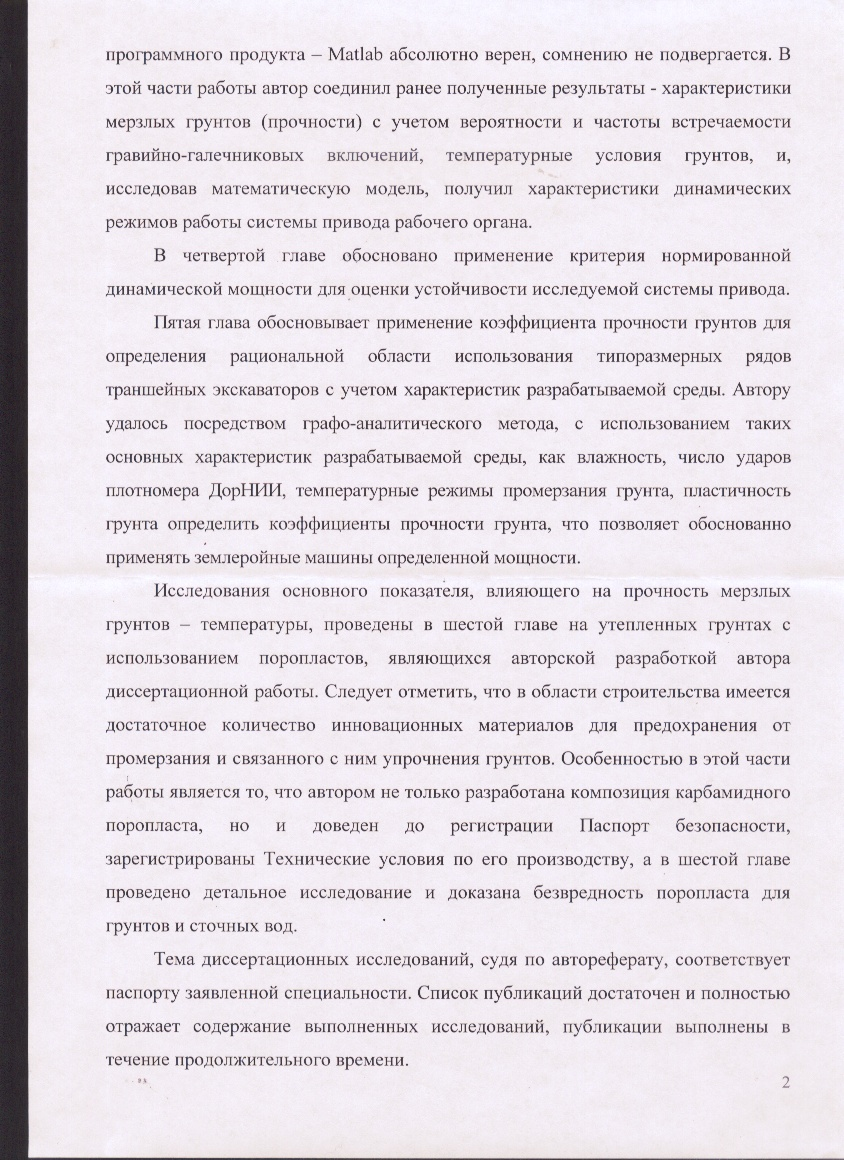 программного продукта – Matlab абсолютно верен, сомнению не подвергается. В
этой части работы автор соединил ранее полученные результаты - характеристики
мерзлых грунтов (прочности) с учетом вероятности и частоты встречаемости
гравийно-галечниковых включений, температурные условия грунтов, и,
исследовав математическую модель, получил характеристики динамических
режимов работы системы привода рабочего органа.
В четвертой главе обосновано применение критерия нормированной
динамической мощности для оценки устойчивости исследуемой системы привода.
Пятая глава обосновывает применение коэффициента прочности грунтов для
определения рациональной области использования типоразмерных рядов
траншейных экскаваторов с учетом характеристик разрабатываемой среды. Автору
удалось посредством графо-аналитического метода, с использованием таких
основных характеристик разрабатываемой среды, как влажность, число ударов
плотномера ДорНИИ, температурные режимы промерзания грунта, пластичность
грунта определить коэффициенты прочности грунта, что позволяет обоснованно
применять землеройные машины определенной мощности.
Исследования основного показателя, влияющего на прочность мерзлых
грунтов – температуры, проведены в шестой главе на утепленных грунтах с
использованием поропластов, являющихся авторской разработкой автора
диссертационной работы. Следует отметить, что в области строительства имеется
достаточное количество инновационных материалов для предохранения от
промерзания и связанного с ним упрочнения грунтов. Особенностью в этой части
работы является то, что автором не только разработана композиция карбамидного
поропласта, но и доведен до регистрации Паспорт безопасности,
зарегистрированы Технические условия по его производству, а в шестой главе
проведено детальное исследование и доказана безвредность поропласта для
грунтов и сточных вод.
Тема диссертационных исследований, судя по автореферату, соответствует
паспорту заявленной специальности. Список публикаций достаточен и полностью
отражает содержание выполненных исследований, публикации выполнены в
течение продолжительного времени.
2